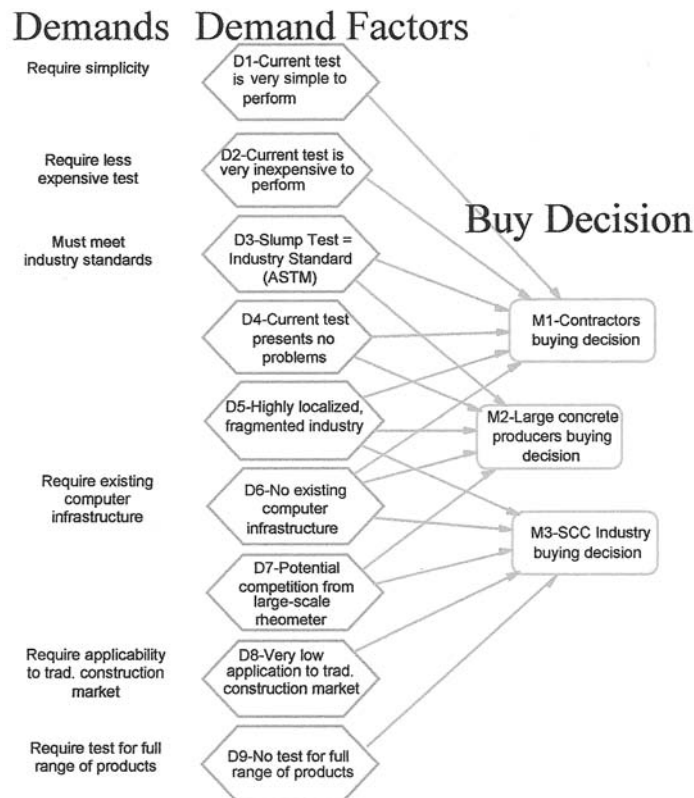 Demands Demand Factors
Require simplicity
D1-Current test
is very simple to
perform
Require less
expensive test
D2-Current test is
very inexpensive to
perform
Buy Decision
Must meet
industry standards
D3-Slump Test =
Industry Standard
(ASTM)
D4-Current test
presents no
problems
M1-Contractors
buying decision
D5-Highly localized,
fragmented industry
M2-Large concrete
producers buying
decision
Require existing
computer
infrastructure
D6-No existing
computer
infrastructure
M3-SCC Industry
buying decision
D7-Potential
competition from
large-scale
rheometer
Require applicability
to trad. construction
market
D8-Very low
application to trad.
construction market
Require test for full
range of products
D9-No test for full
range of products